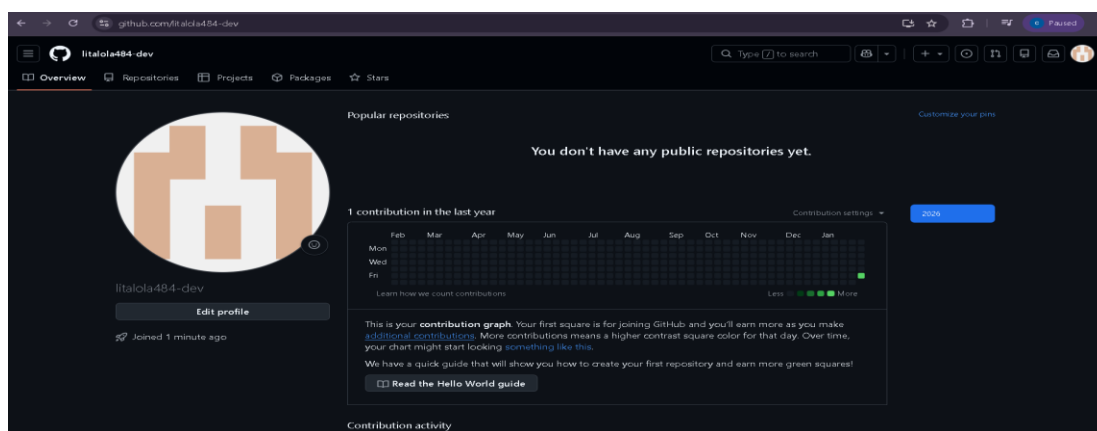 github.com/litalola484-dev
Paused
litalola484-dev
Type / to search
Overview Repositories Projects Packages Stars
Popular repositories
Customize your pins
You don't have any public repositories yet.
1 contribution in the last year
Contribution settings
2026
Feb Mar Apr May Jun Jul Aug Sep Oct Nov Dec Jan
Mon
Wed
Fri
Learn how we count contributions
Less More
litalola484-dev
Edit profile
Joined 1 minute ago
This is your contribution graph. Your first square is for joining GitHub and you'll earn more as you make
additional contributions. More contributions means a higher contrast square color for that day. Over time,
your chart might start looking something like this.
We have a quick guide that will show you how to create your first repository and earn more green squares!
Read the Hello World guide
Contribution activity